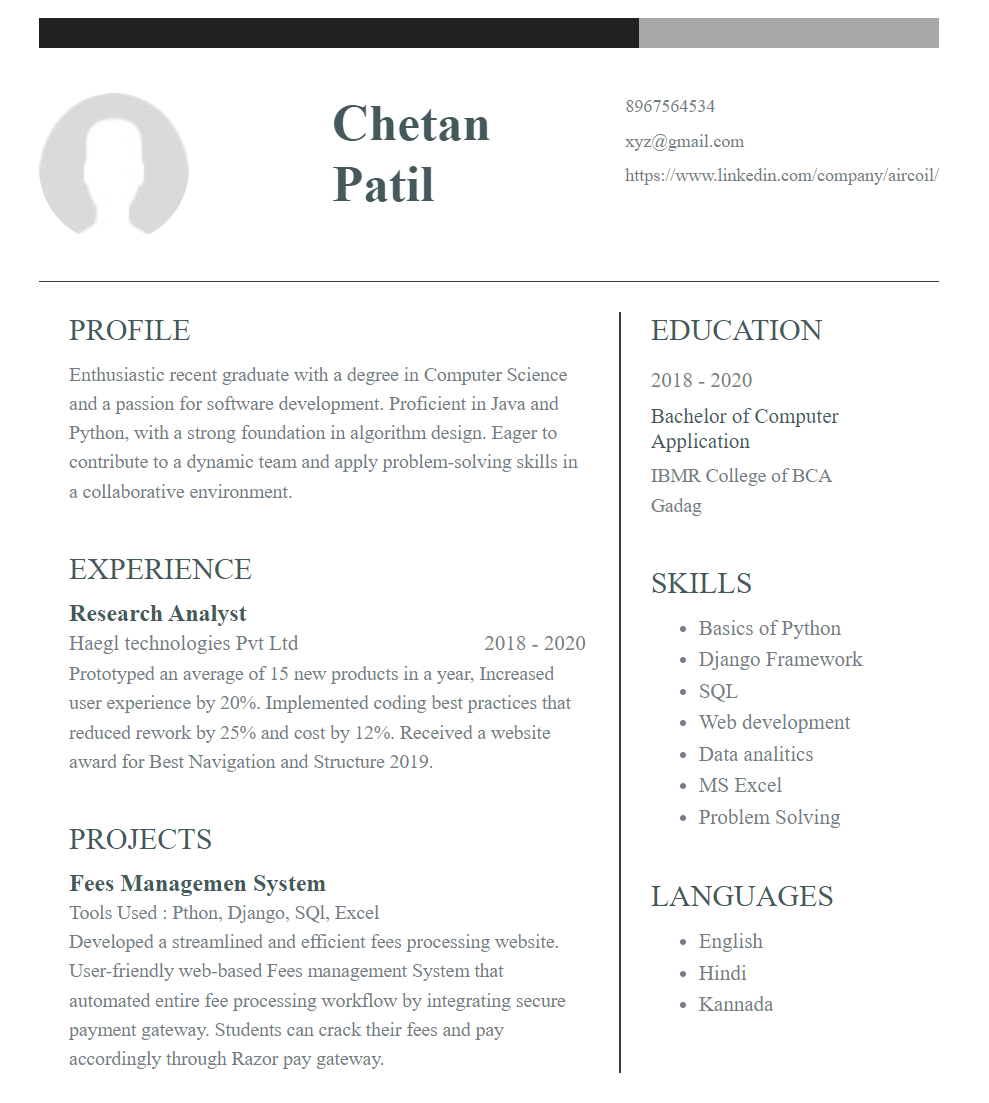 Chetan
Patil
8967564534
xyz@gmail.com
https://www.linkedin.com/company/aircoil/
PROFILE
Enthusiastic recent graduate with a degree in Computer Science
and a passion for software development. Proficient in Java and
Python, with a strong foundation in algorithm design. Eager to
contribute to a dynamic team and apply problem-solving skills in
a collaborative environment.
EXPERIENCE
Research Analyst
Haegl technologies Pvt Ltd 2018 - 2020
Prototyped an average of 15 new products in a year, Increased
user experience by 20%. Implemented coding best practices that
reduced rework by 25% and cost by 12%. Received a website
award for Best Navigation and Structure 2019.
PROJECTS
Fees Managemen System
Tools Used : Pthon, Django, SQl, Excel
Developed a streamlined and efficient fees processing website.
User-friendly web-based Fees management System that
automated entire fee processing workflow by integrating secure
payment gateway. Students can crack their fees and pay
accordingly through Razor pay gateway.
EDUCATION
2018 - 2020
Bachelor of Computer
Application
IBMR College of BCA
Gadag
SKILLS
• Basics of Python
• Django Framework
• SQL
• Web development
• Data analitics
• MS Excel
• Problem Solving
LANGUAGES
• English
• Hindi
• Kannada